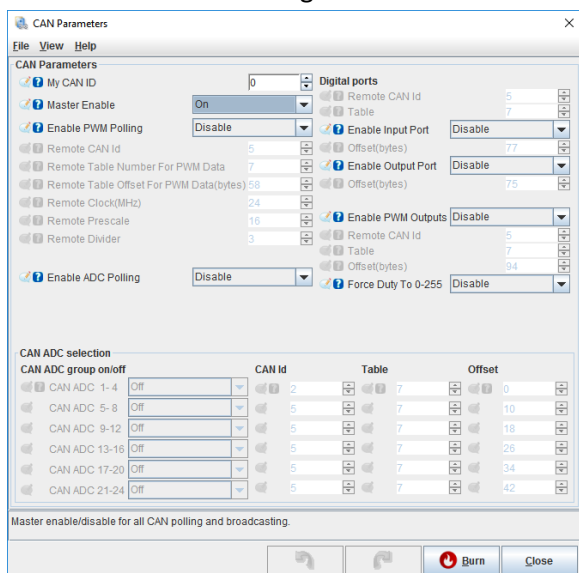 CAN Parameters
File View Help
CAN Parameters
My CAN ID 0
Master Enable On
Enable PWM Polling Disable
Remote CAN Id 5
Remote Table Number For PWM Data 7
Remote Table Offset For PWM Data(bytes) 58
Remote Clock(MHz) 24
Remote Prescale 16
Remote Divider 3
Enable ADC Polling Disable
Digital ports
Remote CAN Id 5
Table 7
Enable Input Port Disable
Offset(bytes) 77
Enable Output Port Disable
Offset(bytes) 75
Enable PWM Outputs Disable
Remote CAN Id 5
Table 7
Offset(bytes) 94
Force Duty To 0-255 Disable
CAN ADC selection
CAN ADC group on/off CAN Id Table Offset
CAN ADC 1- 4 Off 2 7 0
CAN ADC 5- 8 Off 5 7 10
CAN ADC 9-12 Off 5 7 18
CAN ADC 13-16 Off 5 7 26
CAN ADC 17-20 Off 5 7 34
CAN ADC 21-24 Off 5 7 42
Master enable/disable for all CAN polling and broadcasting.
Burn Close